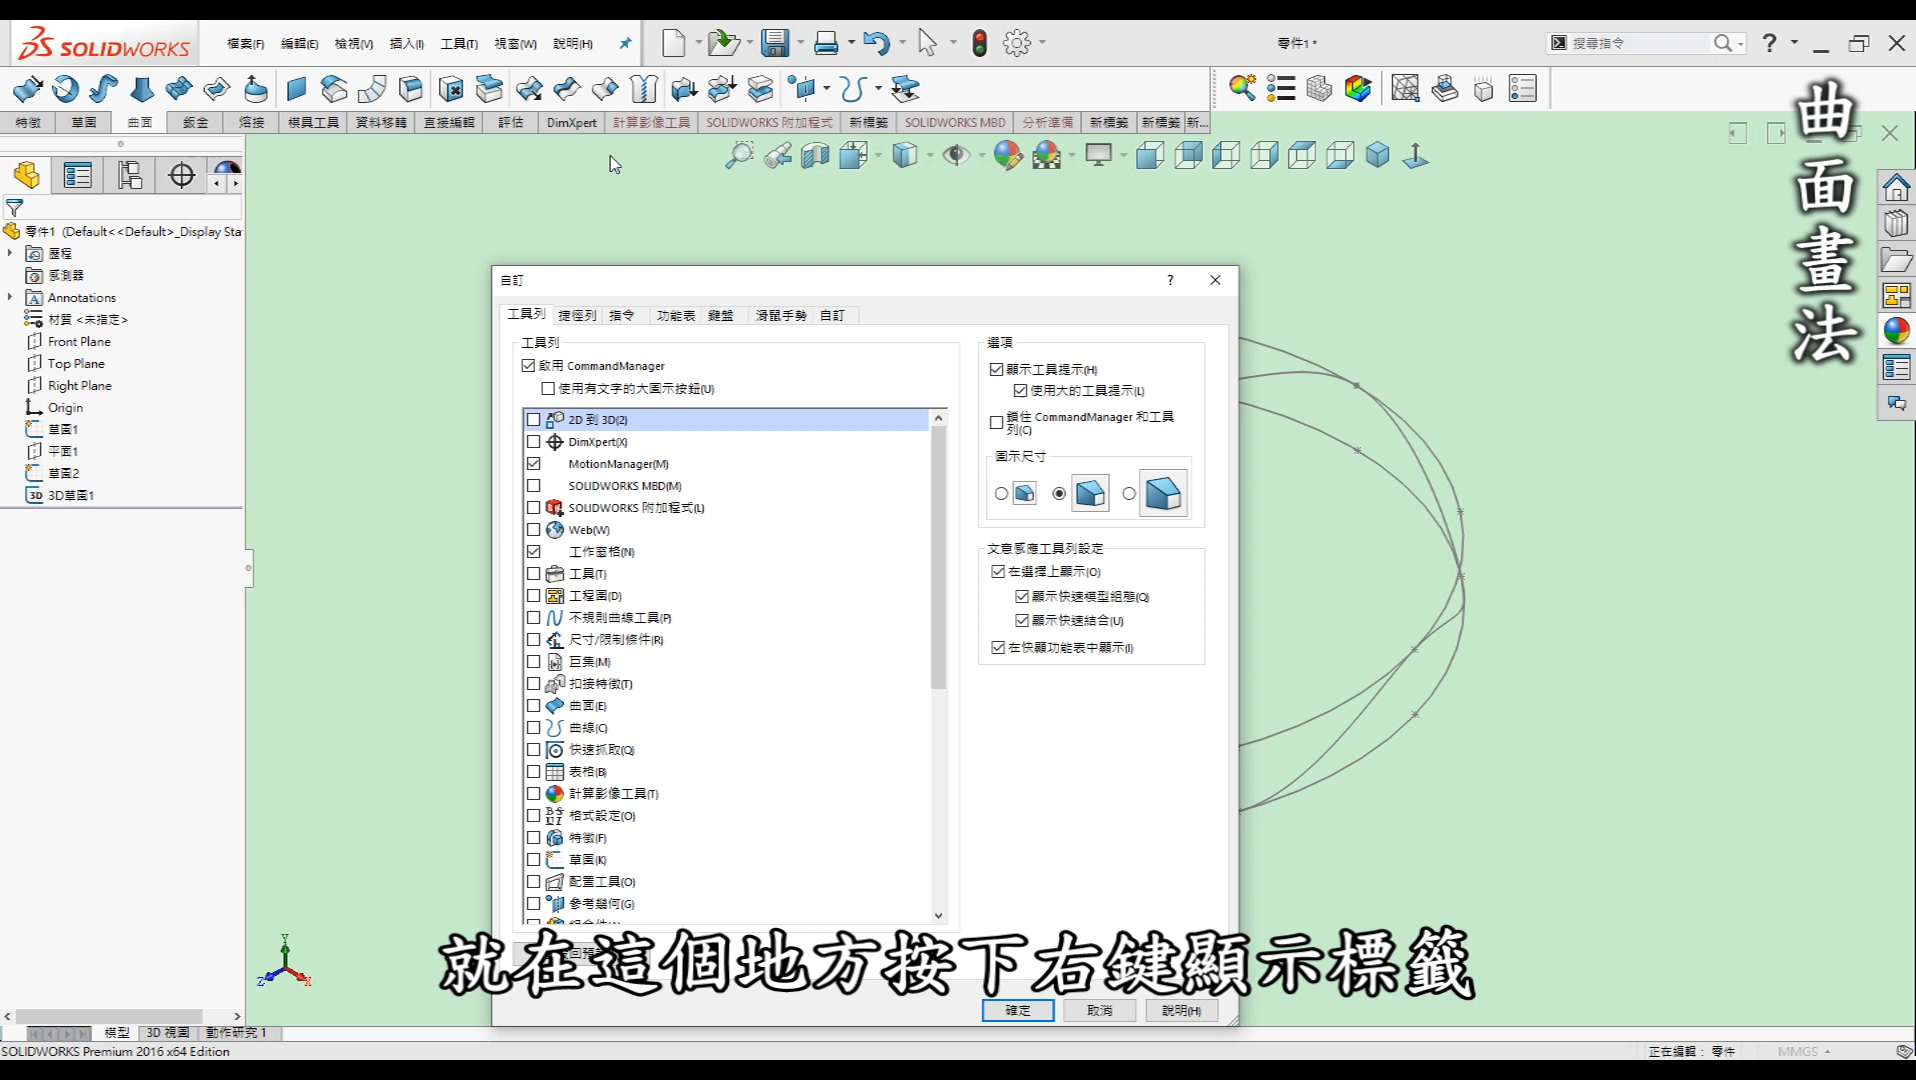 SOLIDWORKS
檔案(F)
編輯(E)
檢視(V)
插入(I)
工具(T)
視窗(W)
說明(H)
零件1 *
搜尋指令
特徵
草圖
曲面
鈑金
熔接
模具工具
資料移轉
直接編輯
評估
DimXpert
計算影像工具
SOLIDWORKS 附加程式
新標籤
SOLIDWORKS MBD
分析準備
新標籤
新標籤
新...
曲面畫法
零件1 (Default<<Default>_Display Sta
歷程
感測器
Annotations
材質 <未指定>
Front Plane
Top Plane
Right Plane
Origin
草圖1
平面1
草圖2
3D草圖1
自訂
工具列
捷徑列
指令
功能表
鍵盤
滑鼠手勢
自訂
工具列
啟用 CommandManager
使用有文字的大圖示按鈕(U)
2D 到 3D(2)
DimXpert(X)
MotionManager(M)
SOLIDWORKS MBD(M)
SOLIDWORKS 附加程式(L)
Web(W)
工作窗格(N)
工具(T)
工程圖(D)
不規則曲線工具(P)
尺寸/限制條件(R)
巨集(M)
扣接特徵(T)
曲面(E)
曲線(C)
快速抓取(Q)
表格(B)
計算影像工具(T)
格式設定(O)
特徵(F)
草圖(K)
配置工具(O)
參考幾何(G)
選項
顯示工具提示(H)
使用大的工具提示(L)
鎖住 CommandManager 和工具
列(C)
圖示尺寸
文意感應工具列設定
在選擇上顯示(O)
顯示快速模型組態(Q)
顯示快速結合(U)
在快顯功能表中顯示(I)
就在這個地方按下右鍵顯示標籤
確定
取消
說明(H)
Y
Z
X
模型
3D 視圖
動作研究 1
SOLIDWORKS Premium 2016 x64 Edition
正在編輯： 零件
MMGS